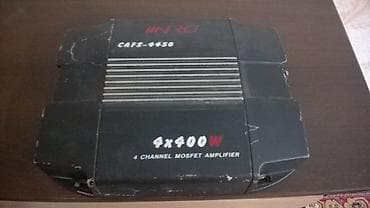 CAFS-4450
4x400W
4 CHANNEL MOSFET AMPLIFIER